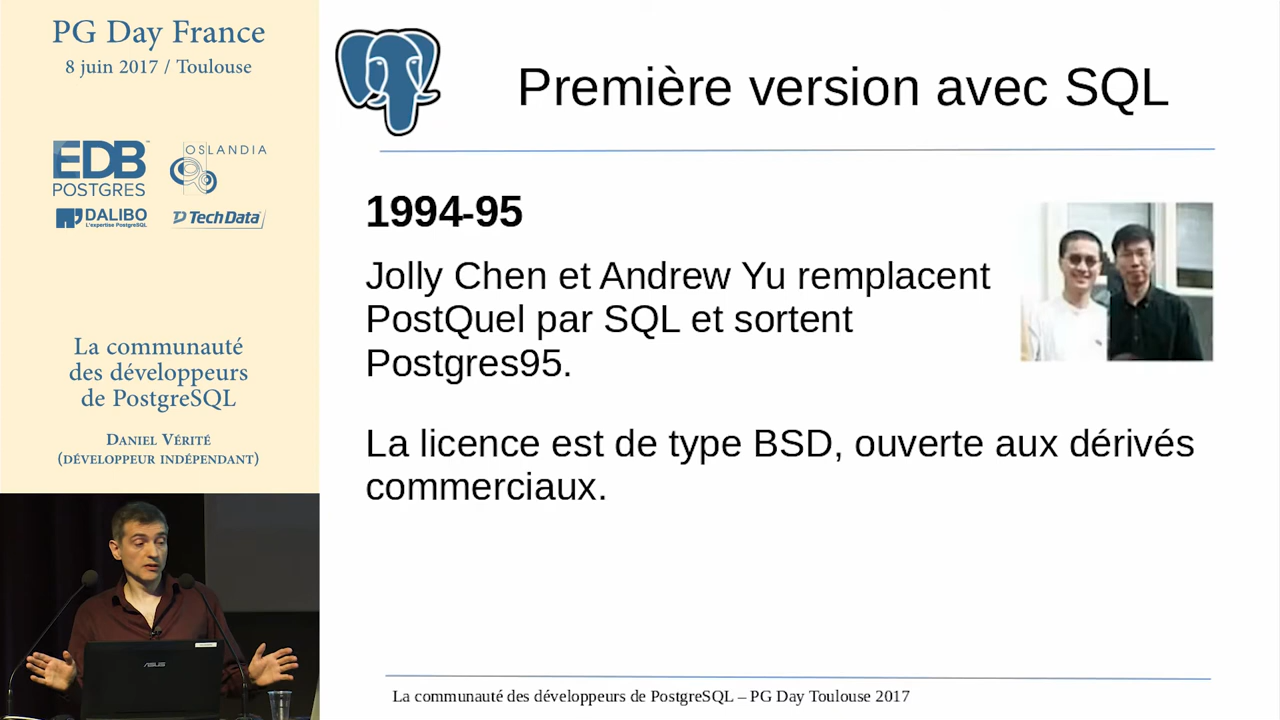 PG Day France
8 juin 2017 / Toulouse
EDB
POSTGRES
OSLANDIA
DALIBO
L'expertise PostgreSQL
TechData
La communauté
des développeurs
de PostgreSQL
Daniel Vérité
(développeur indépendant)
ASUS
Première version avec SQL
1994-95
Jolly Chen et Andrew Yu remplacent
PostQuel par SQL et sortent
Postgres95.
La licence est de type BSD, ouverte aux dérivés
commerciaux.
La communauté des développeurs de PostgreSQL – PG Day Toulouse 2017